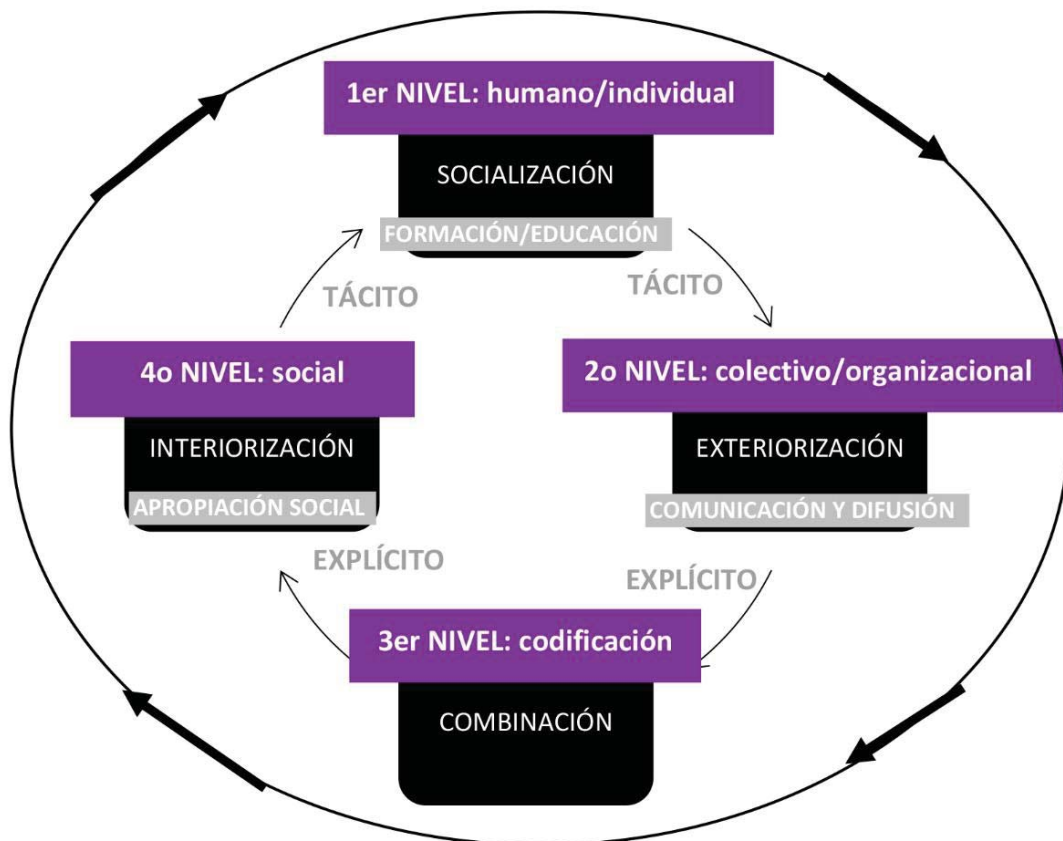 1er NIVEL: humano/individual
SOCIALIZACIÓN
FORMACIÓN/EDUCACIÓN
TÁCITO
TÁCITO
4o NIVEL: social
2o NIVEL: colectivo/organizacional
INTERIORIZACIÓN
EXTERIORIZACIÓN
APROPIACIÓN SOCIAL
COMUNICACIÓN Y DIFUSIÓN
EXPLÍCITO
EXPLÍCITO
3er NIVEL: codificación
COMBINACIÓN